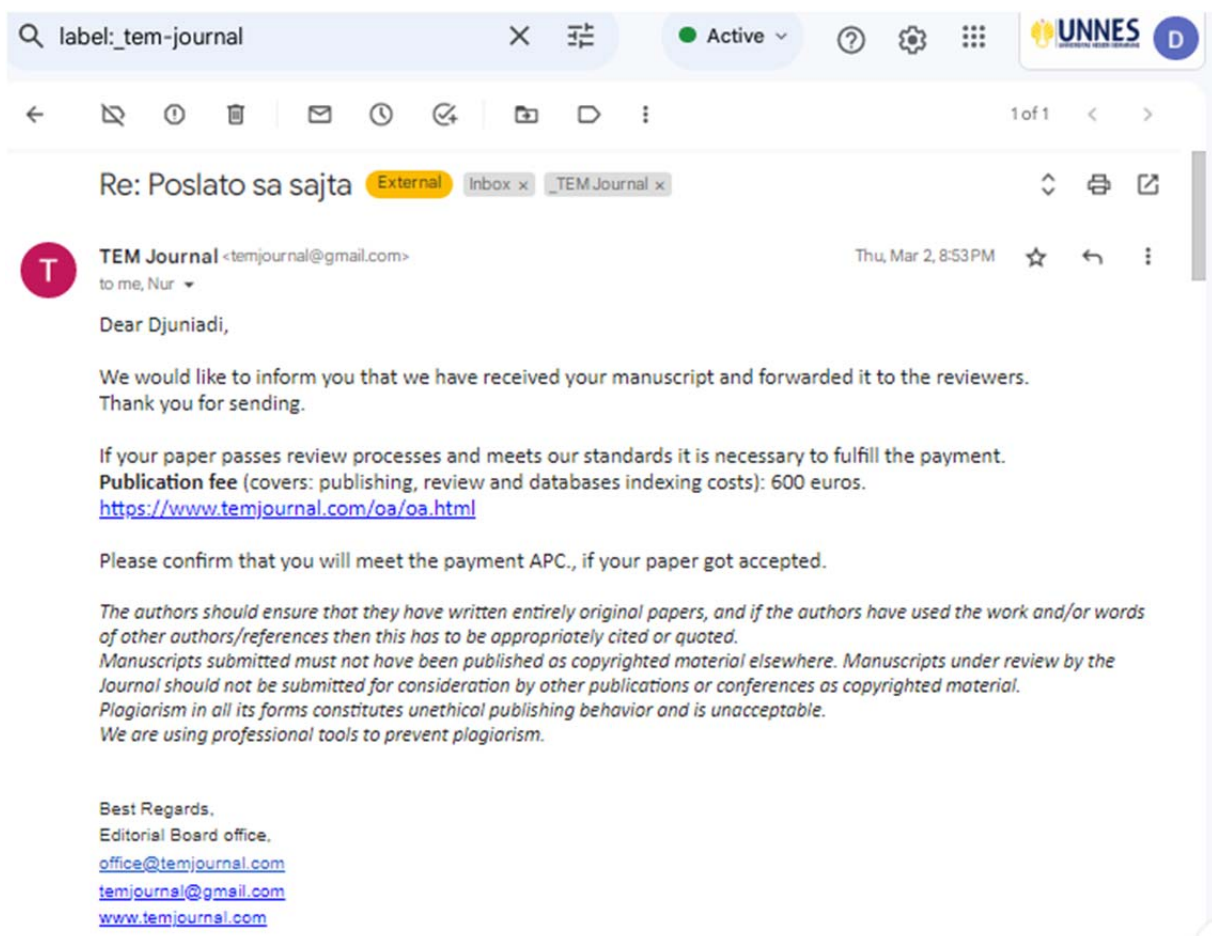 label:_tem-journal
Active
UNNES
D
1 of 1
Re: Poslato sa sajta External Inbox x _TEM Journal x
T
TEM Journal <temjournal@gmail.com>
Thu, Mar 2, 8:53 PM
to me, Nur
Dear Djuniadi,
We would like to inform you that we have received your manuscript and forwarded it to the reviewers.
Thank you for sending.
If your paper passes review processes and meets our standards it is necessary to fulfill the payment.
Publication fee (covers: publishing, review and databases indexing costs): 600 euros.
https://www.temjournal.com/oa/oa.html
Please confirm that you will meet the payment APC., if your paper got accepted.
The authors should ensure that they have written entirely original papers, and if the authors have used the work and/or words
of other authors/references then this has to be appropriately cited or quoted.
Manuscripts submitted must not have been published as copyrighted material elsewhere. Manuscripts under review by the
Journal should not be submitted for consideration by other publications or conferences as copyrighted material.
Plagiarism in all its forms constitutes unethical publishing behavior and is unacceptable.
We are using professional tools to prevent plagiarism.
Best Regards,
Editorial Board office,
office@temjournal.com
temjournal@gmail.com
www.temjournal.com